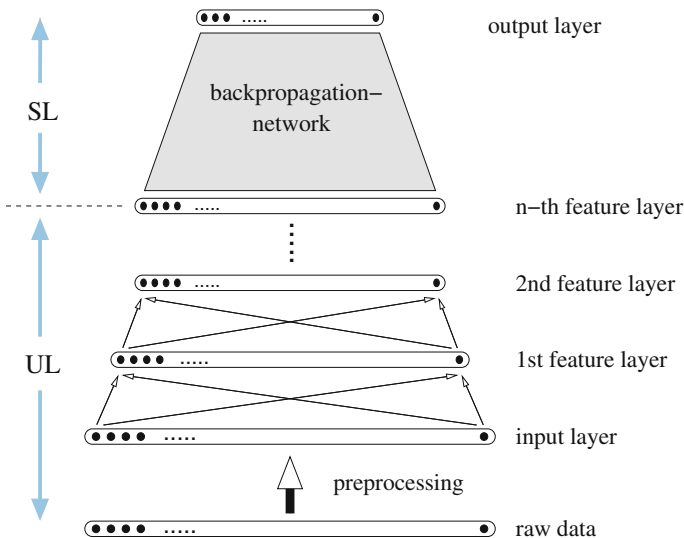 output layer
backpropagation–
network
SL
n–th feature layer
2nd feature layer
UL
1st feature layer
input layer
preprocessing
raw data